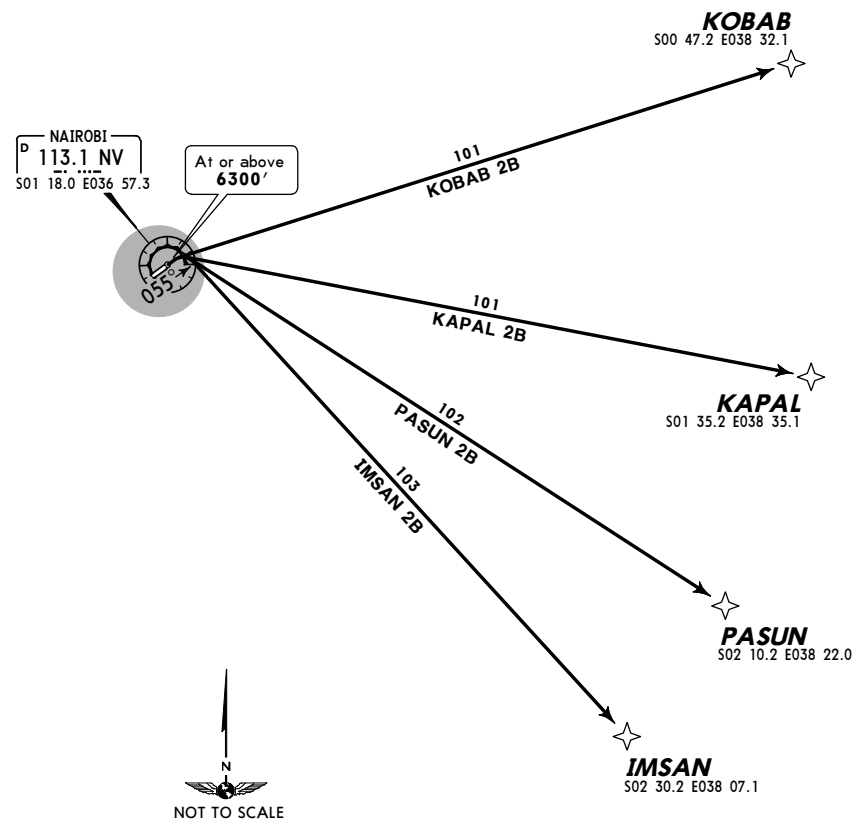 KOBAB
S00 47.2 E038 32.1
NAIROBI
D 113.1 NV
S01 18.0 E036 57.3
At or above
6300'
101
KOBAB 2B
055°
101
KAPAL 2B
KAPAL
S01 35.2 E038 35.1
102
PASUN 2B
103
IMSAN 2B
PASUN
S02 10.2 E038 22.0
IMSAN
S02 30.2 E038 07.1
N
NOT TO SCALE